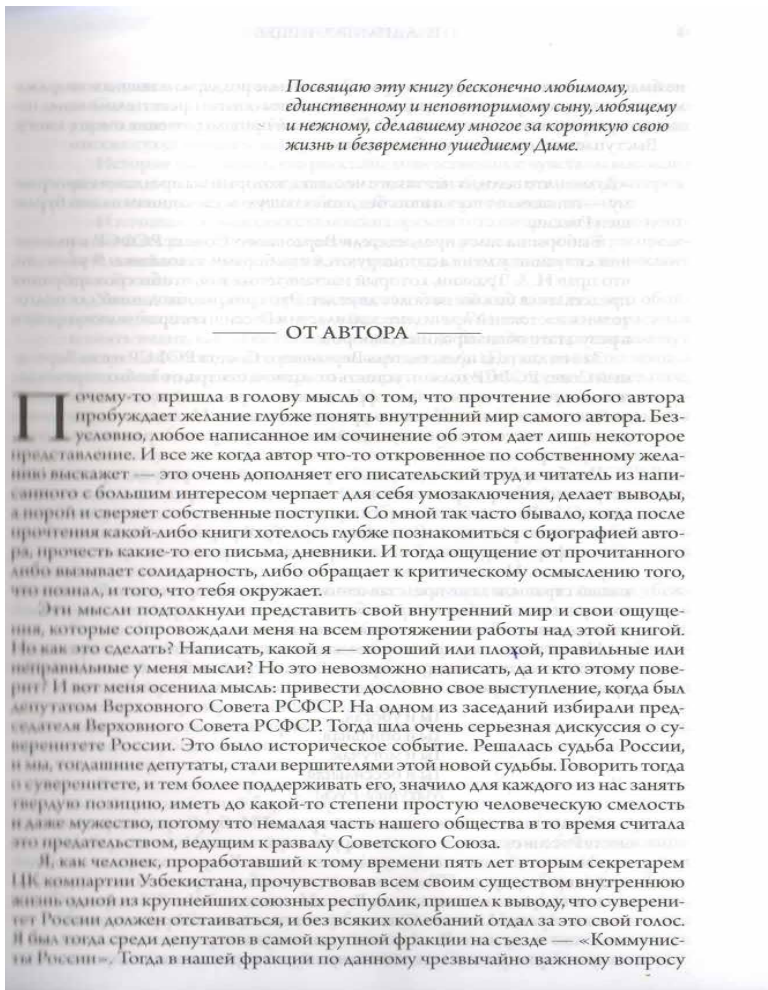 Посвящаю эту книгу бесконечно любимому,
единственному и неповторимому сыну, любящему
и нежному, сделавшему многое за короткую свою
жизнь и безвременно ушедшему Диме.
ОТ АВТОРА
Почему-то пришла в голову мысль о том, что прочтение любого автора
пробуждает желание глубже понять внутренний мир самого автора. Без-
условно, любое написанное им сочинение об этом дает лишь некоторое
представление. И все же когда автор что-то откровенное по собственному жела-
нию выскажет — это очень дополняет его писательский труд и читатель из напи-
санного с большим интересом черпает для себя умозаключения, делает выводы,
а порой и сверяет собственные поступки. Со мной так часто бывало, когда после
прочтения какой-либо книги хотелось глубже познакомиться с биографией авто-
ра, прочесть какие-то его письма, дневники. И тогда ощущение от прочитанного
либо вызывает солидарность, либо обращает к критическому осмыслению того,
что познал, и того, что тебя окружает.
Эти мысли подтолкнули представить свой внутренний мир и свои ощуще-
ния, которые сопровождали меня на всем протяжении работы над этой книгой.
Но как это сделать? Написать, какой я — хороший или плохой, правильные или
неправильные у меня мысли? Но это невозможно написать, да и кто этому пове-
рит? И вот меня осенила мысль: привести дословно свое выступление, когда был
депутатом Верховного Совета РСФСР. На одном из заседаний избирали пред-
седателя Верховного Совета РСФСР. Тогда шла очень серьезная дискуссия о су-
веренитете России. Это было историческое событие. Решалась судьба России,
и мы, тогдашние депутаты, стали вершителями этой новой судьбы. Говорить тогда
о суверенитете, и тем более поддерживать его, значило для каждого из нас занять
твердую позицию, иметь до какой-то степени простую человеческую смелость
и даже мужество, потому что немалая часть нашего общества в то время считала
это предательством, ведущим к развалу Советского Союза.
Я, как человек, проработавший к тому времени пять лет вторым секретарем
ЦК компартии Узбекистана, прочувствовав всем своим существом внутреннюю
жизнь одной из крупнейших союзных республик, пришел к выводу, что суверени-
тет России должен отстаиваться, и без всяких колебаний отдал за это свой голос.
Я был тогда среди депутатов в самой крупной фракции на съезде — «Коммунис-
ты России». Тогда в нашей фракции по данному чрезвычайно важному вопросу